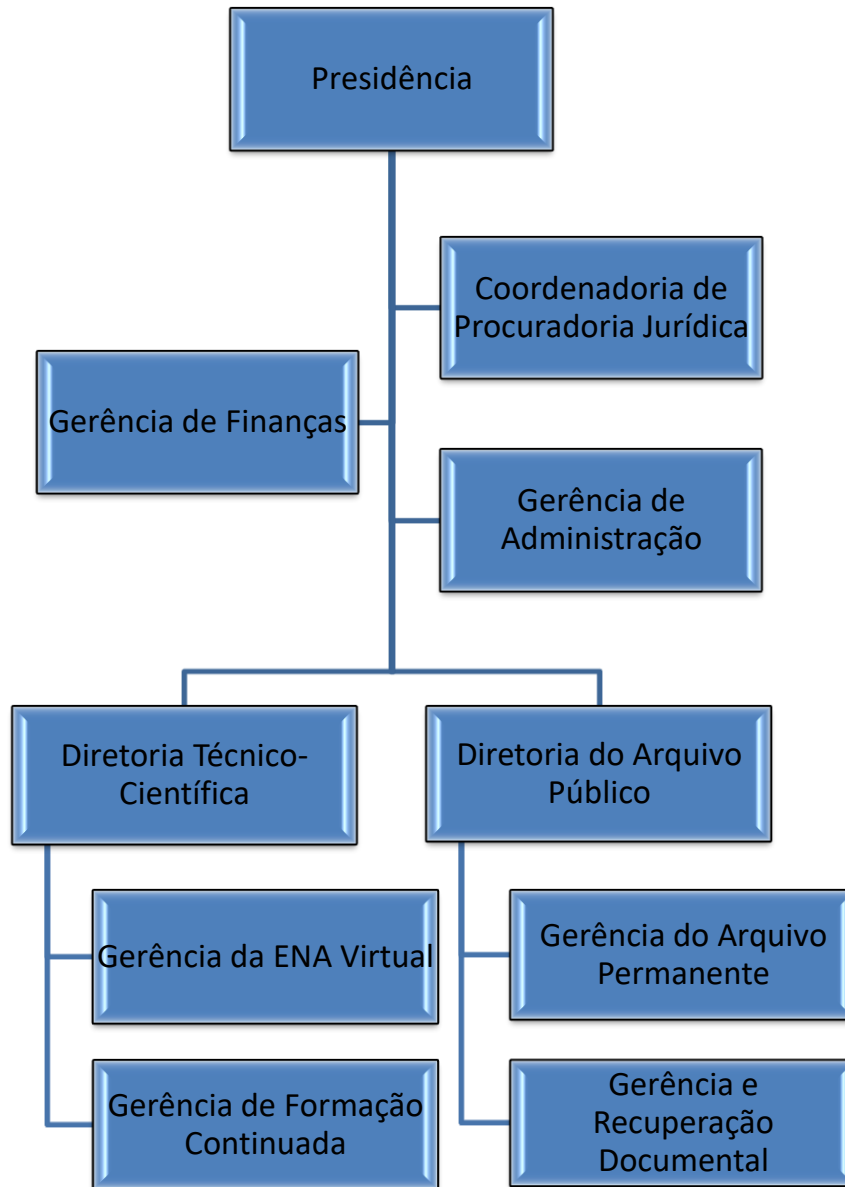 Presidência
Coordenadoria de
Procuradoria Jurídica
Gerência de Finanças
Gerência de
Administração
Diretoria Técnico-
Científica
Diretoria do Arquivo
Público
Gerência da ENA Virtual
Gerência do Arquivo
Permanente
Gerência de Formação
Continuada
Gerência e
Recuperação
Documental